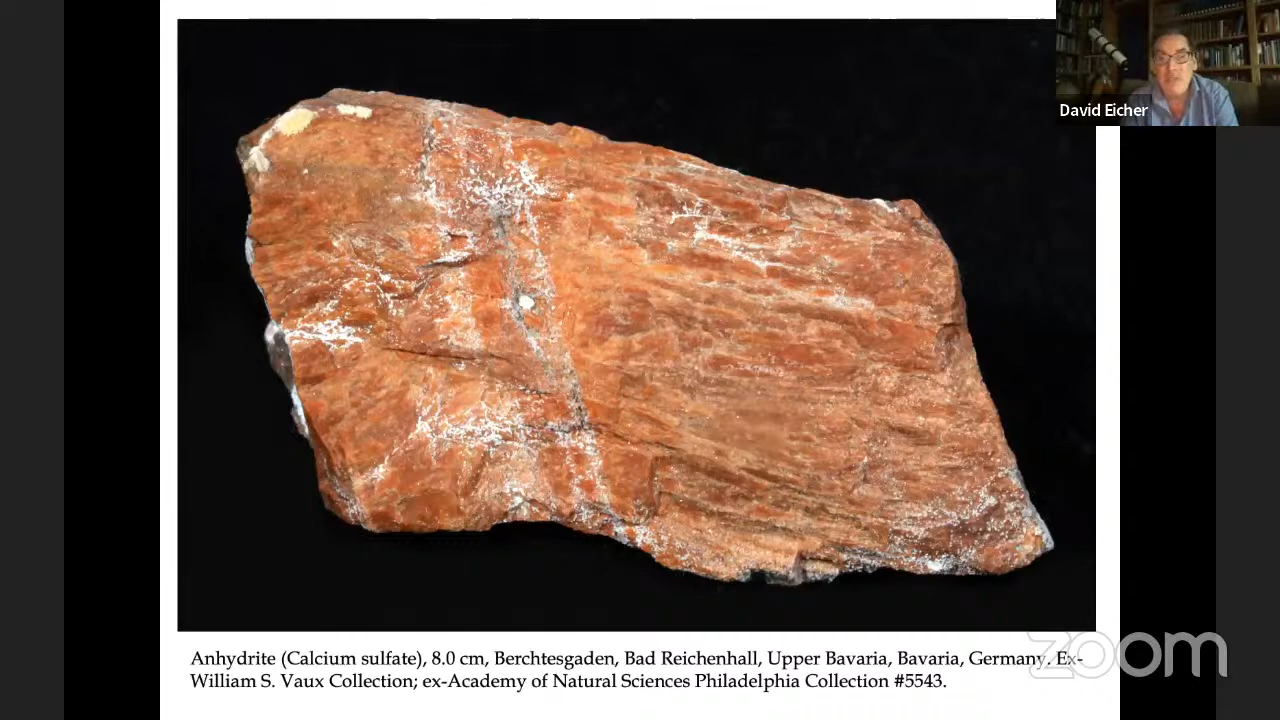 David Eicher
Anhydrite (Calcium sulfate), 8.0 cm, Berchtesgaden, Bad Reichenhall, Upper Bavaria, Bavaria, Germany. Ex-
William S. Vaux Collection; ex-Academy of Natural Sciences Philadelphia Collection #5543.
zoom